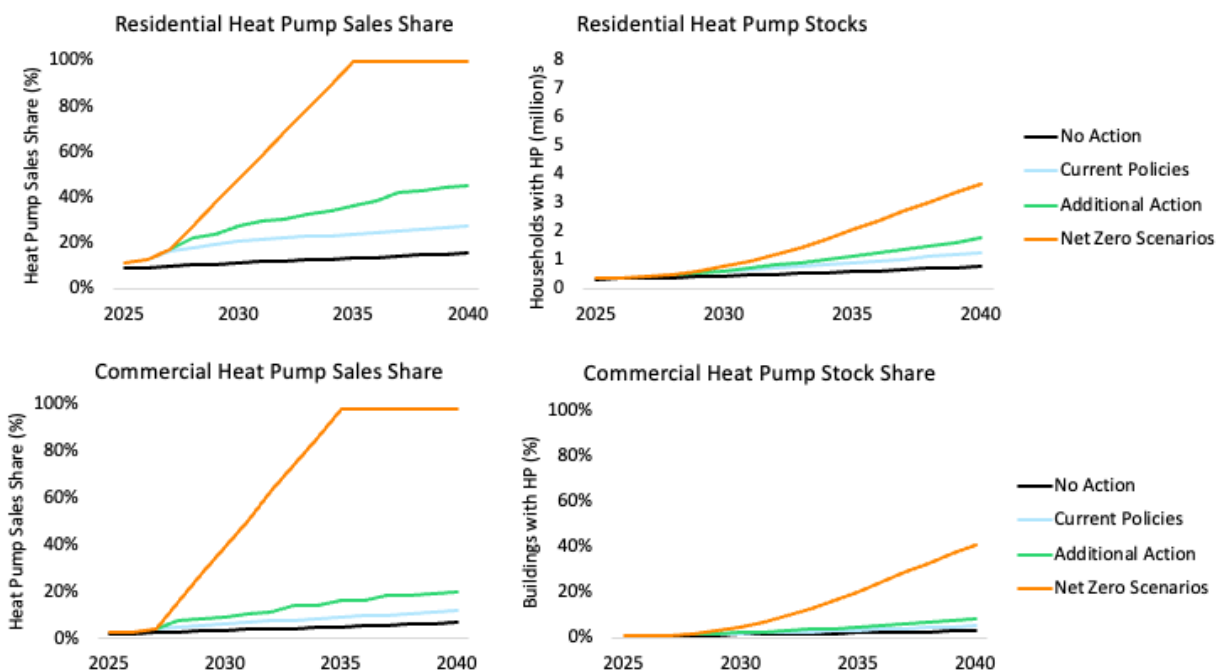 Residential Heat Pump Sales Share
Heat Pump Sales Share (%)
100%
80%
60%
40%
20%
0%
2025 2030 2035 2040
Residential Heat Pump Stocks
Households with HP (million)s
8
7
6
5
4
3
2
1
0
2025 2030 2035 2040
No Action
Current Policies
Additional Action
Net Zero Scenarios
Commercial Heat Pump Sales Share
Heat Pump Sales Share (%)
100%
80%
60%
40%
20%
0%
2025 2030 2035 2040
Commercial Heat Pump Stock Share
Buildings with HP (%)
100%
80%
60%
40%
20%
0%
2025 2030 2035 2040
No Action
Current Policies
Additional Action
Net Zero Scenarios